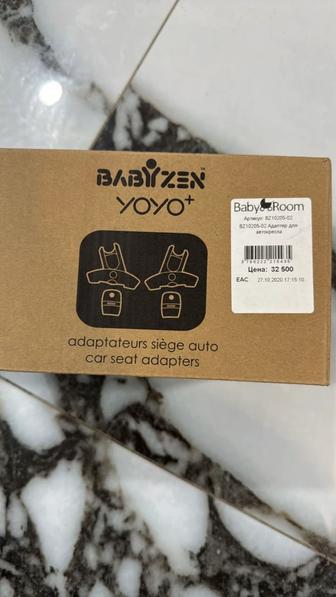 BABYZEN™
YOYO+
adaptateurs siège auto
car seat adapters
Baby Room
Артикул: BZ10205-02
BZ10205-02 Адаптер для
автокресла
Цена: 32 500
EAC 27.10.2020 17:15:10